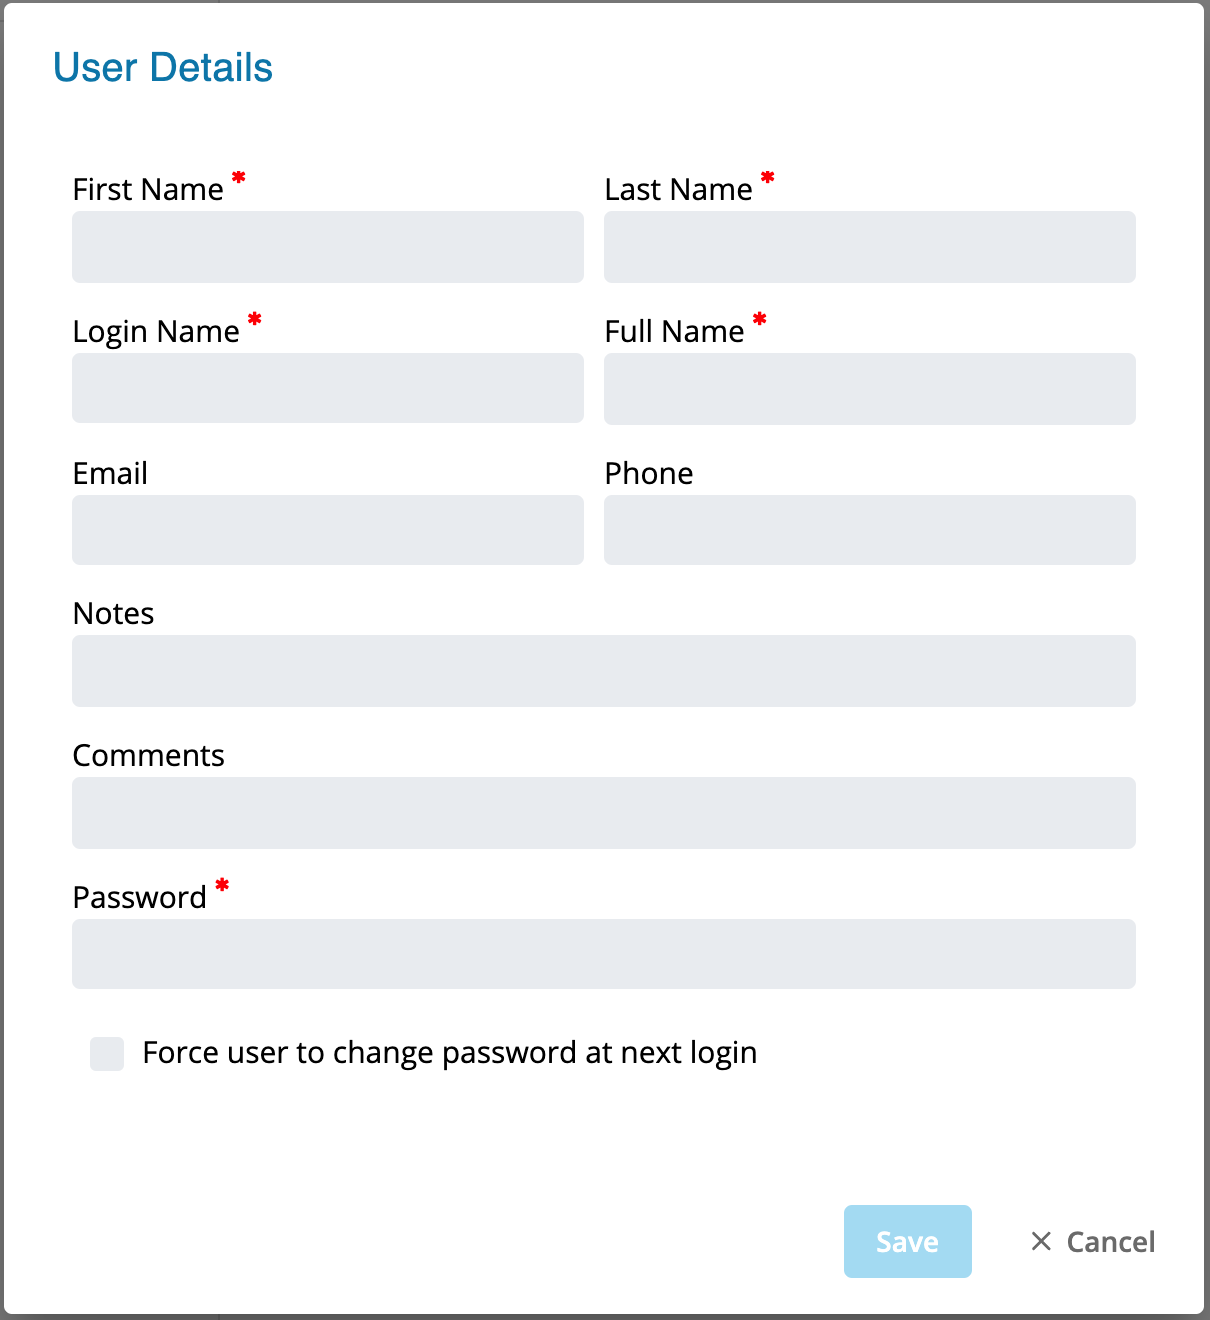 User Details
First Name * Last Name *
Login Name * Full Name *
Email Phone
Notes
Comments
Password *
Force user to change password at next login
Save × Cancel